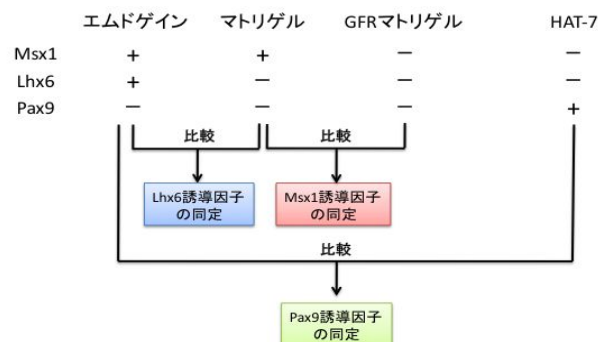 エムドゲイン マトリゲル GFRマトリゲル HAT-7
Msx1 + + − −
Lhx6 + − − −
Pax9 − − − +
比較 比較
Lhx6誘導因子 Msx1誘導因子
の同定 の同定
比較
Pax9誘導因子
の同定